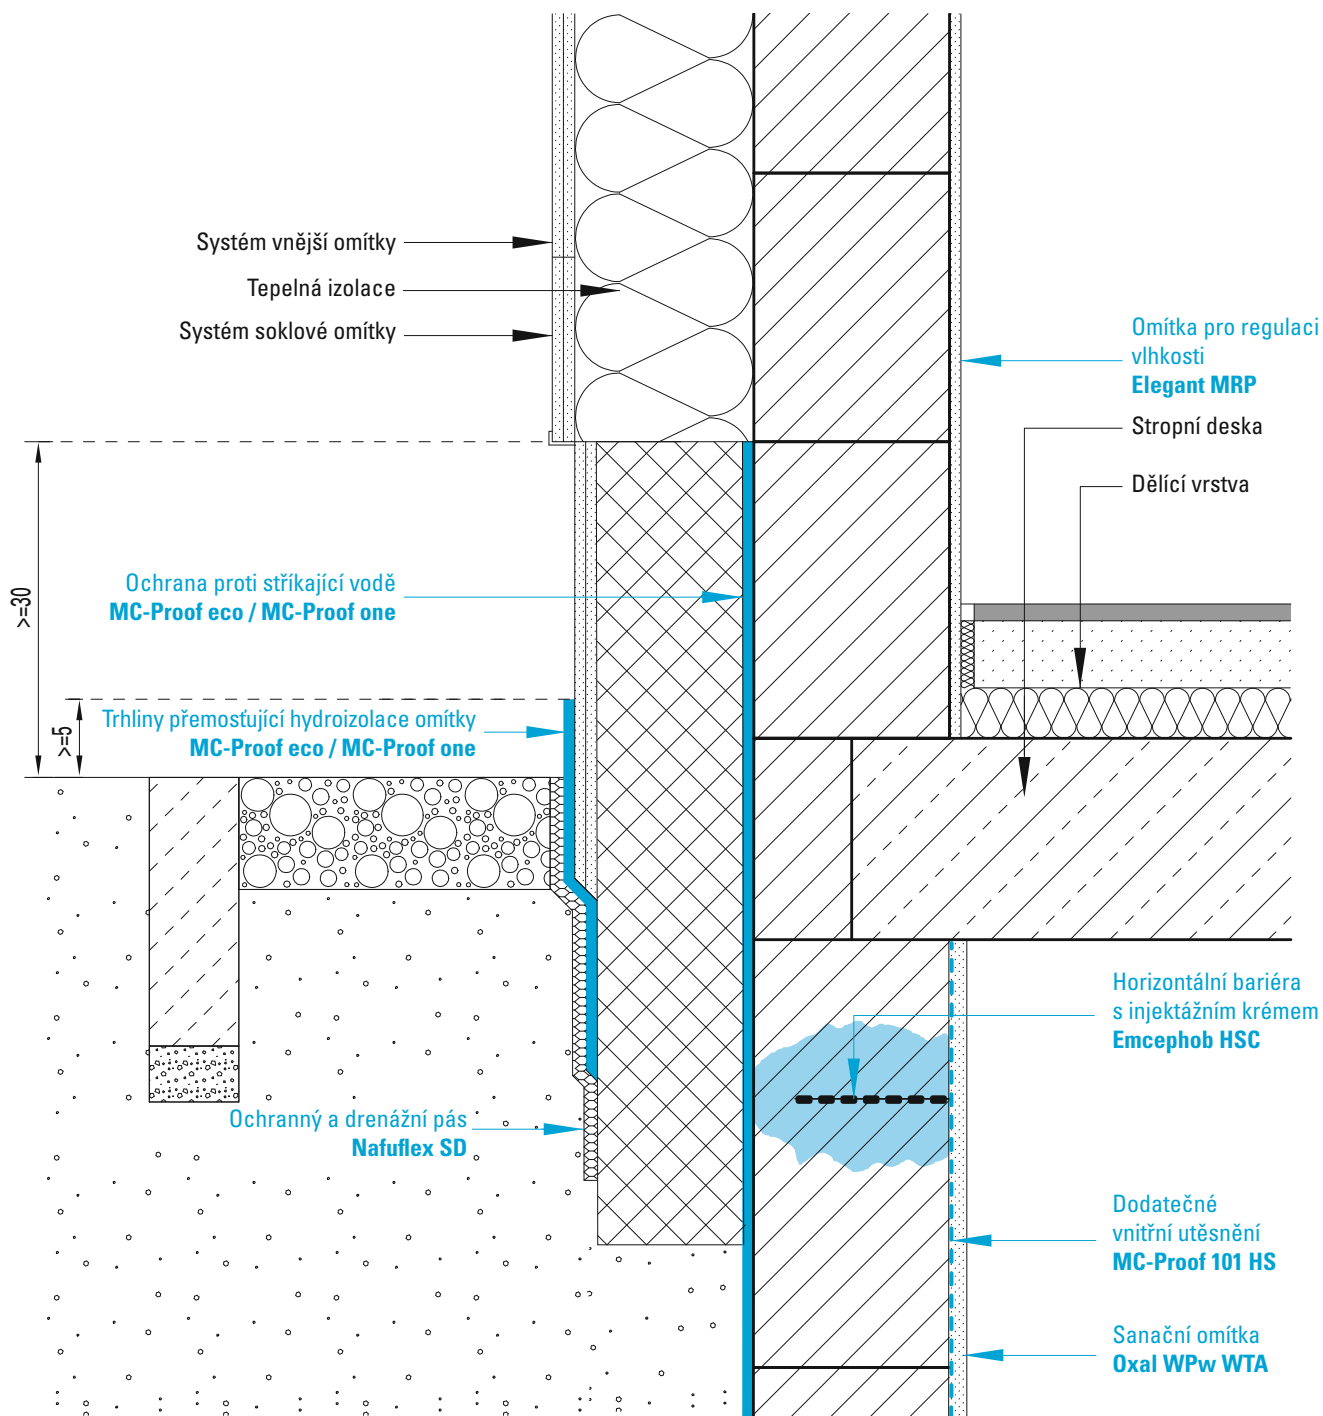 Systém vnější omítky
Tepelná izolace
Systém soklové omítky
Omítka pro regulaci
vlhkosti
Elegant MRP
Stropní deska
Dělící vrstva
Ochrana proti stříkající vodě
MC-Proof eco / MC-Proof one
>=30
Trhliny přemosťující hydroizolace omítky
MC-Proof eco / MC-Proof one
>=5
Horizontální bariéra
s injektážním krémem
Emcephob HSC
Ochranný a drenážní pás
Nafuflex SD
Dodatečné
vnitřní utěsnění
MC-Proof 101 HS
Sanační omítka
Oxal WPw WTA